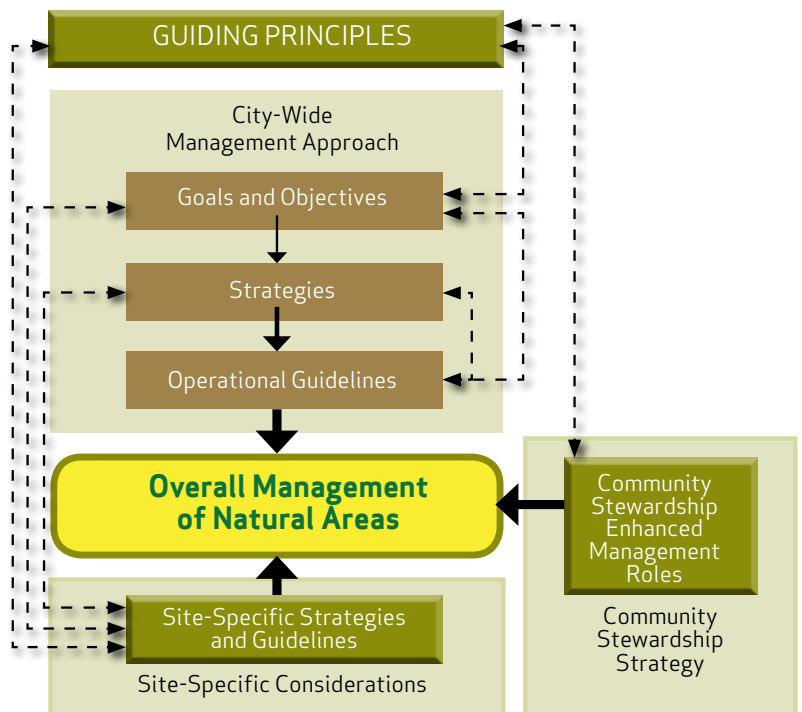 GUIDING PRINCIPLES
City-Wide
Management Approach
Goals and Objectives
Strategies
Operational Guidelines
Overall Management
of Natural Areas
Community
Stewardship
Enhanced
Management
Roles
Community
Stewardship
Strategy
Site-Specific Strategies
and Guidelines
Site-Specific Considerations